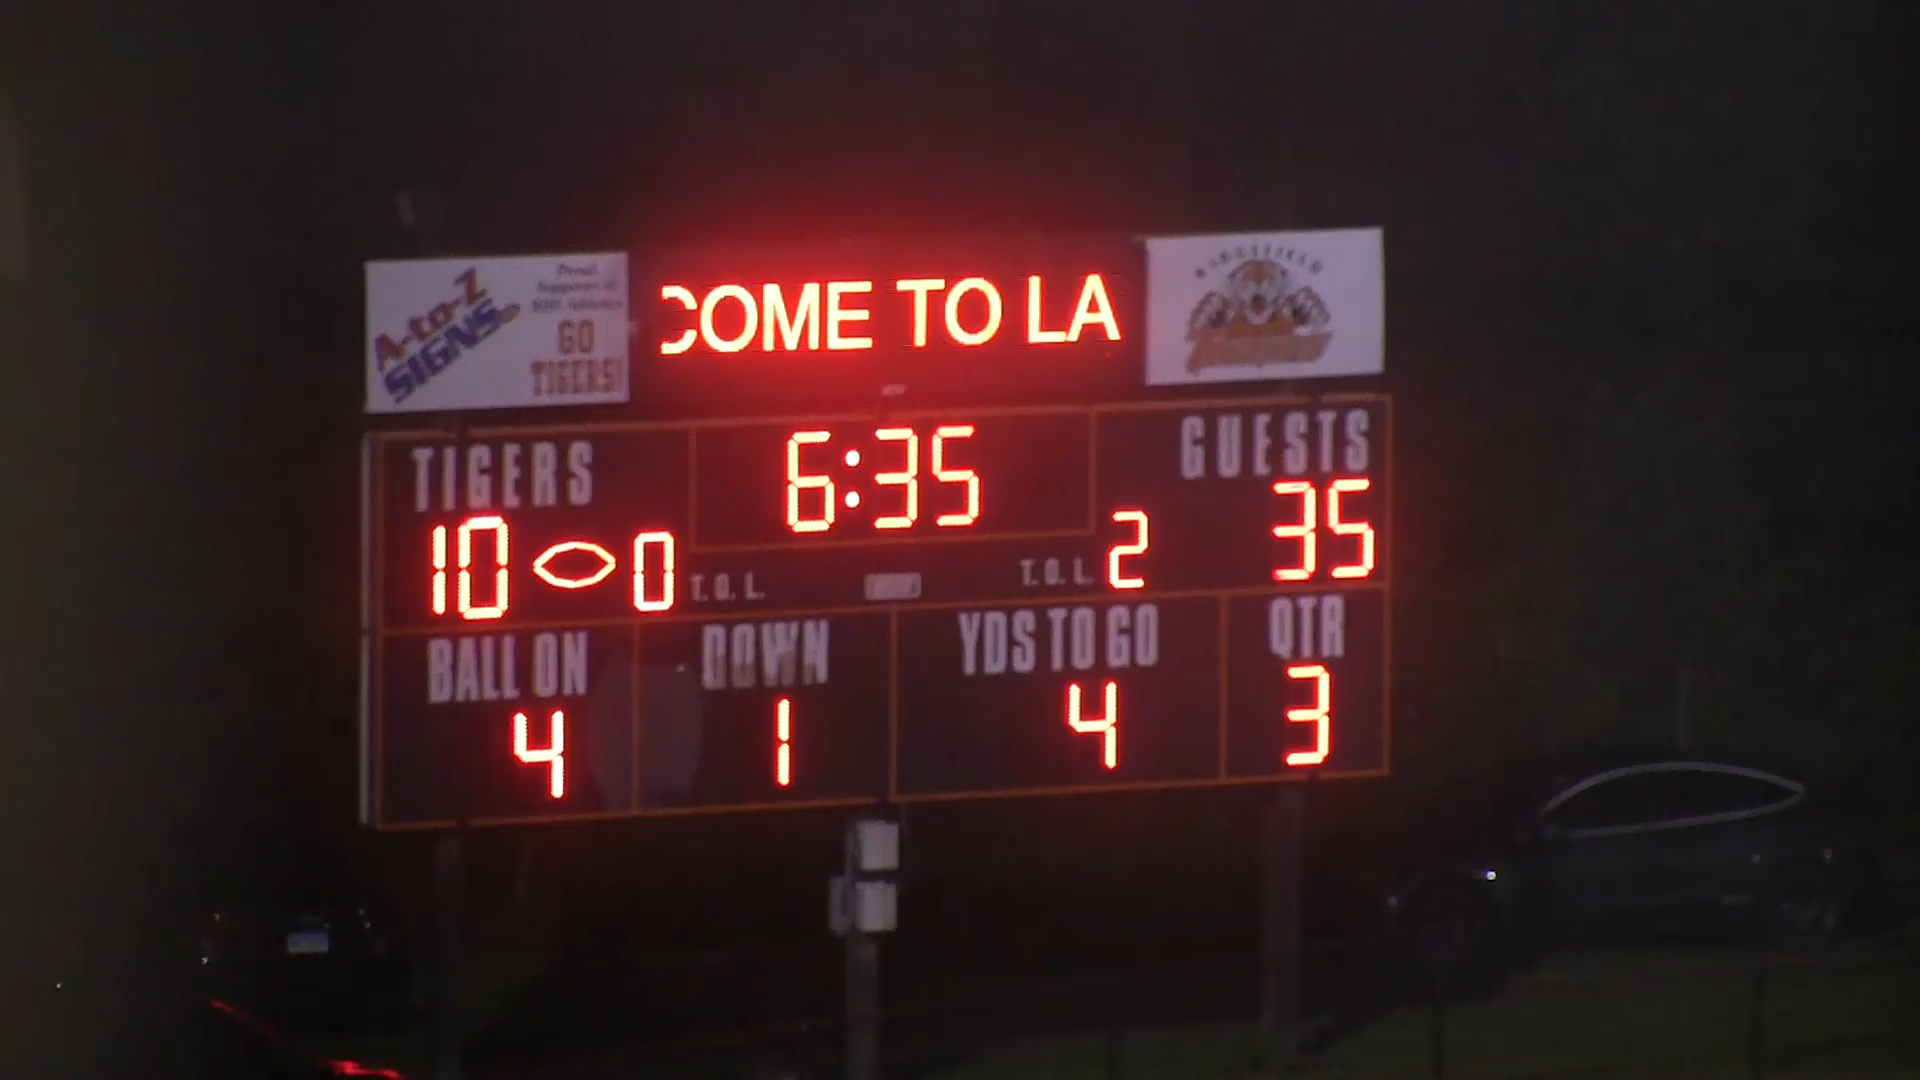 COME TO LA
A-to-Z
SIGNS
Proud
Supporter of
GO
TIGERS!
RIDGEFIELD
TIGERS
6:35
GUESTS
10 0 T.O.L.
T.O.L. 2 35
BALL ON
DOWN
YDS TO GO
QTR
4
1
4
3